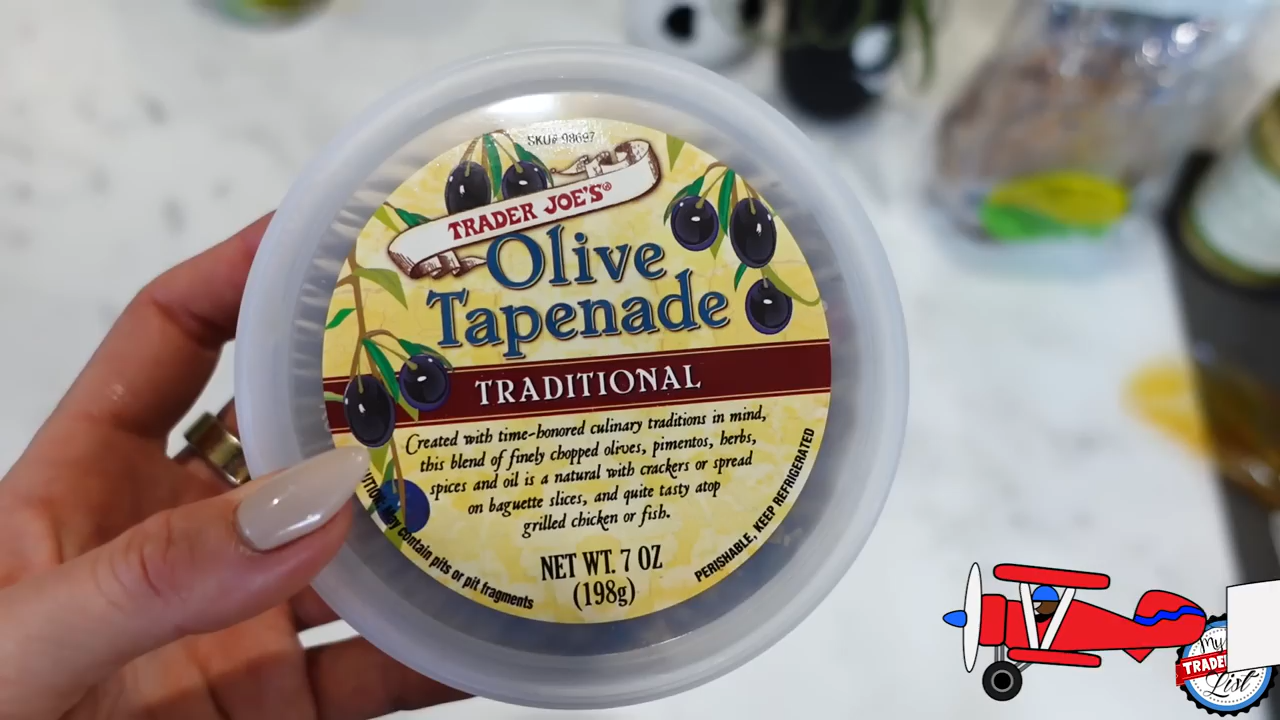 SKU# 98697
TRADER JOE'S®
Olive
Tapenade
TRADITIONAL
Created with time-honored culinary traditions in mind,
this blend of finely chopped olives, pimentos, herbs,
spices and oil is a natural with crackers or spread
on baguette slices, and quite tasty atop
grilled chicken or fish.
NET WT. 7 OZ
(198g)
May contain pits or pit fragments
PERISHABLE, KEEP REFRIGERATED
My
List